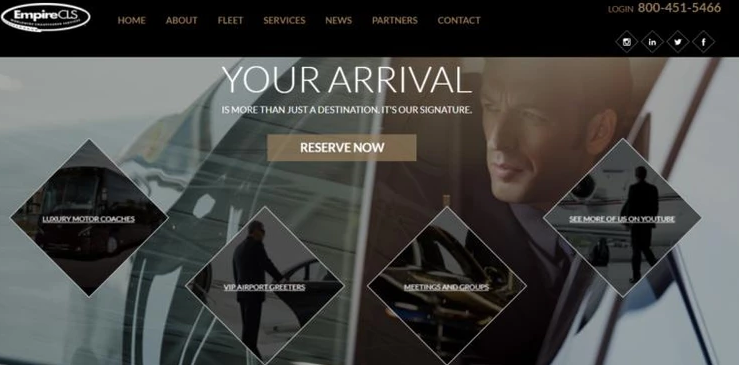 EmpireCLS
HOME ABOUT FLEET SERVICES NEWS PARTNERS CONTACT
LOGIN 800-451-5466
YOUR ARRIVAL
IS MORE THAN JUST A DESTINATION. IT'S OUR SIGNATURE.
RESERVE NOW
LUXURY MOTOR COACHES
SEE MORE OF US ON YOUTUBE
VIP AIRPORT GREETERS
MEETINGS AND GROUPS